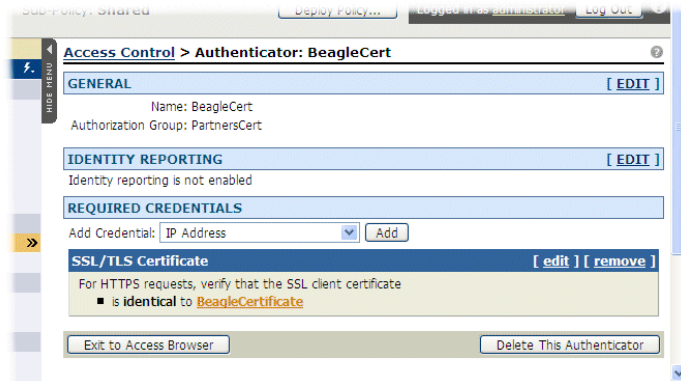 Sub-Policy: Shared
Deploy Policy...
Logged in as administrator
Log Out
?
HIDE MENU
Access Control > Authenticator: BeagleCert
?
GENERAL [ EDIT ]
Name: BeagleCert
Authorization Group: PartnersCert
IDENTITY REPORTING [ EDIT ]
Identity reporting is not enabled
REQUIRED CREDENTIALS
Add Credential: IP Address Add
»
SSL/TLS Certificate [ edit ] [ remove ]
For HTTPS requests, verify that the SSL client certificate
■ is identical to BeagleCertificate
Exit to Access Browser Delete This Authenticator